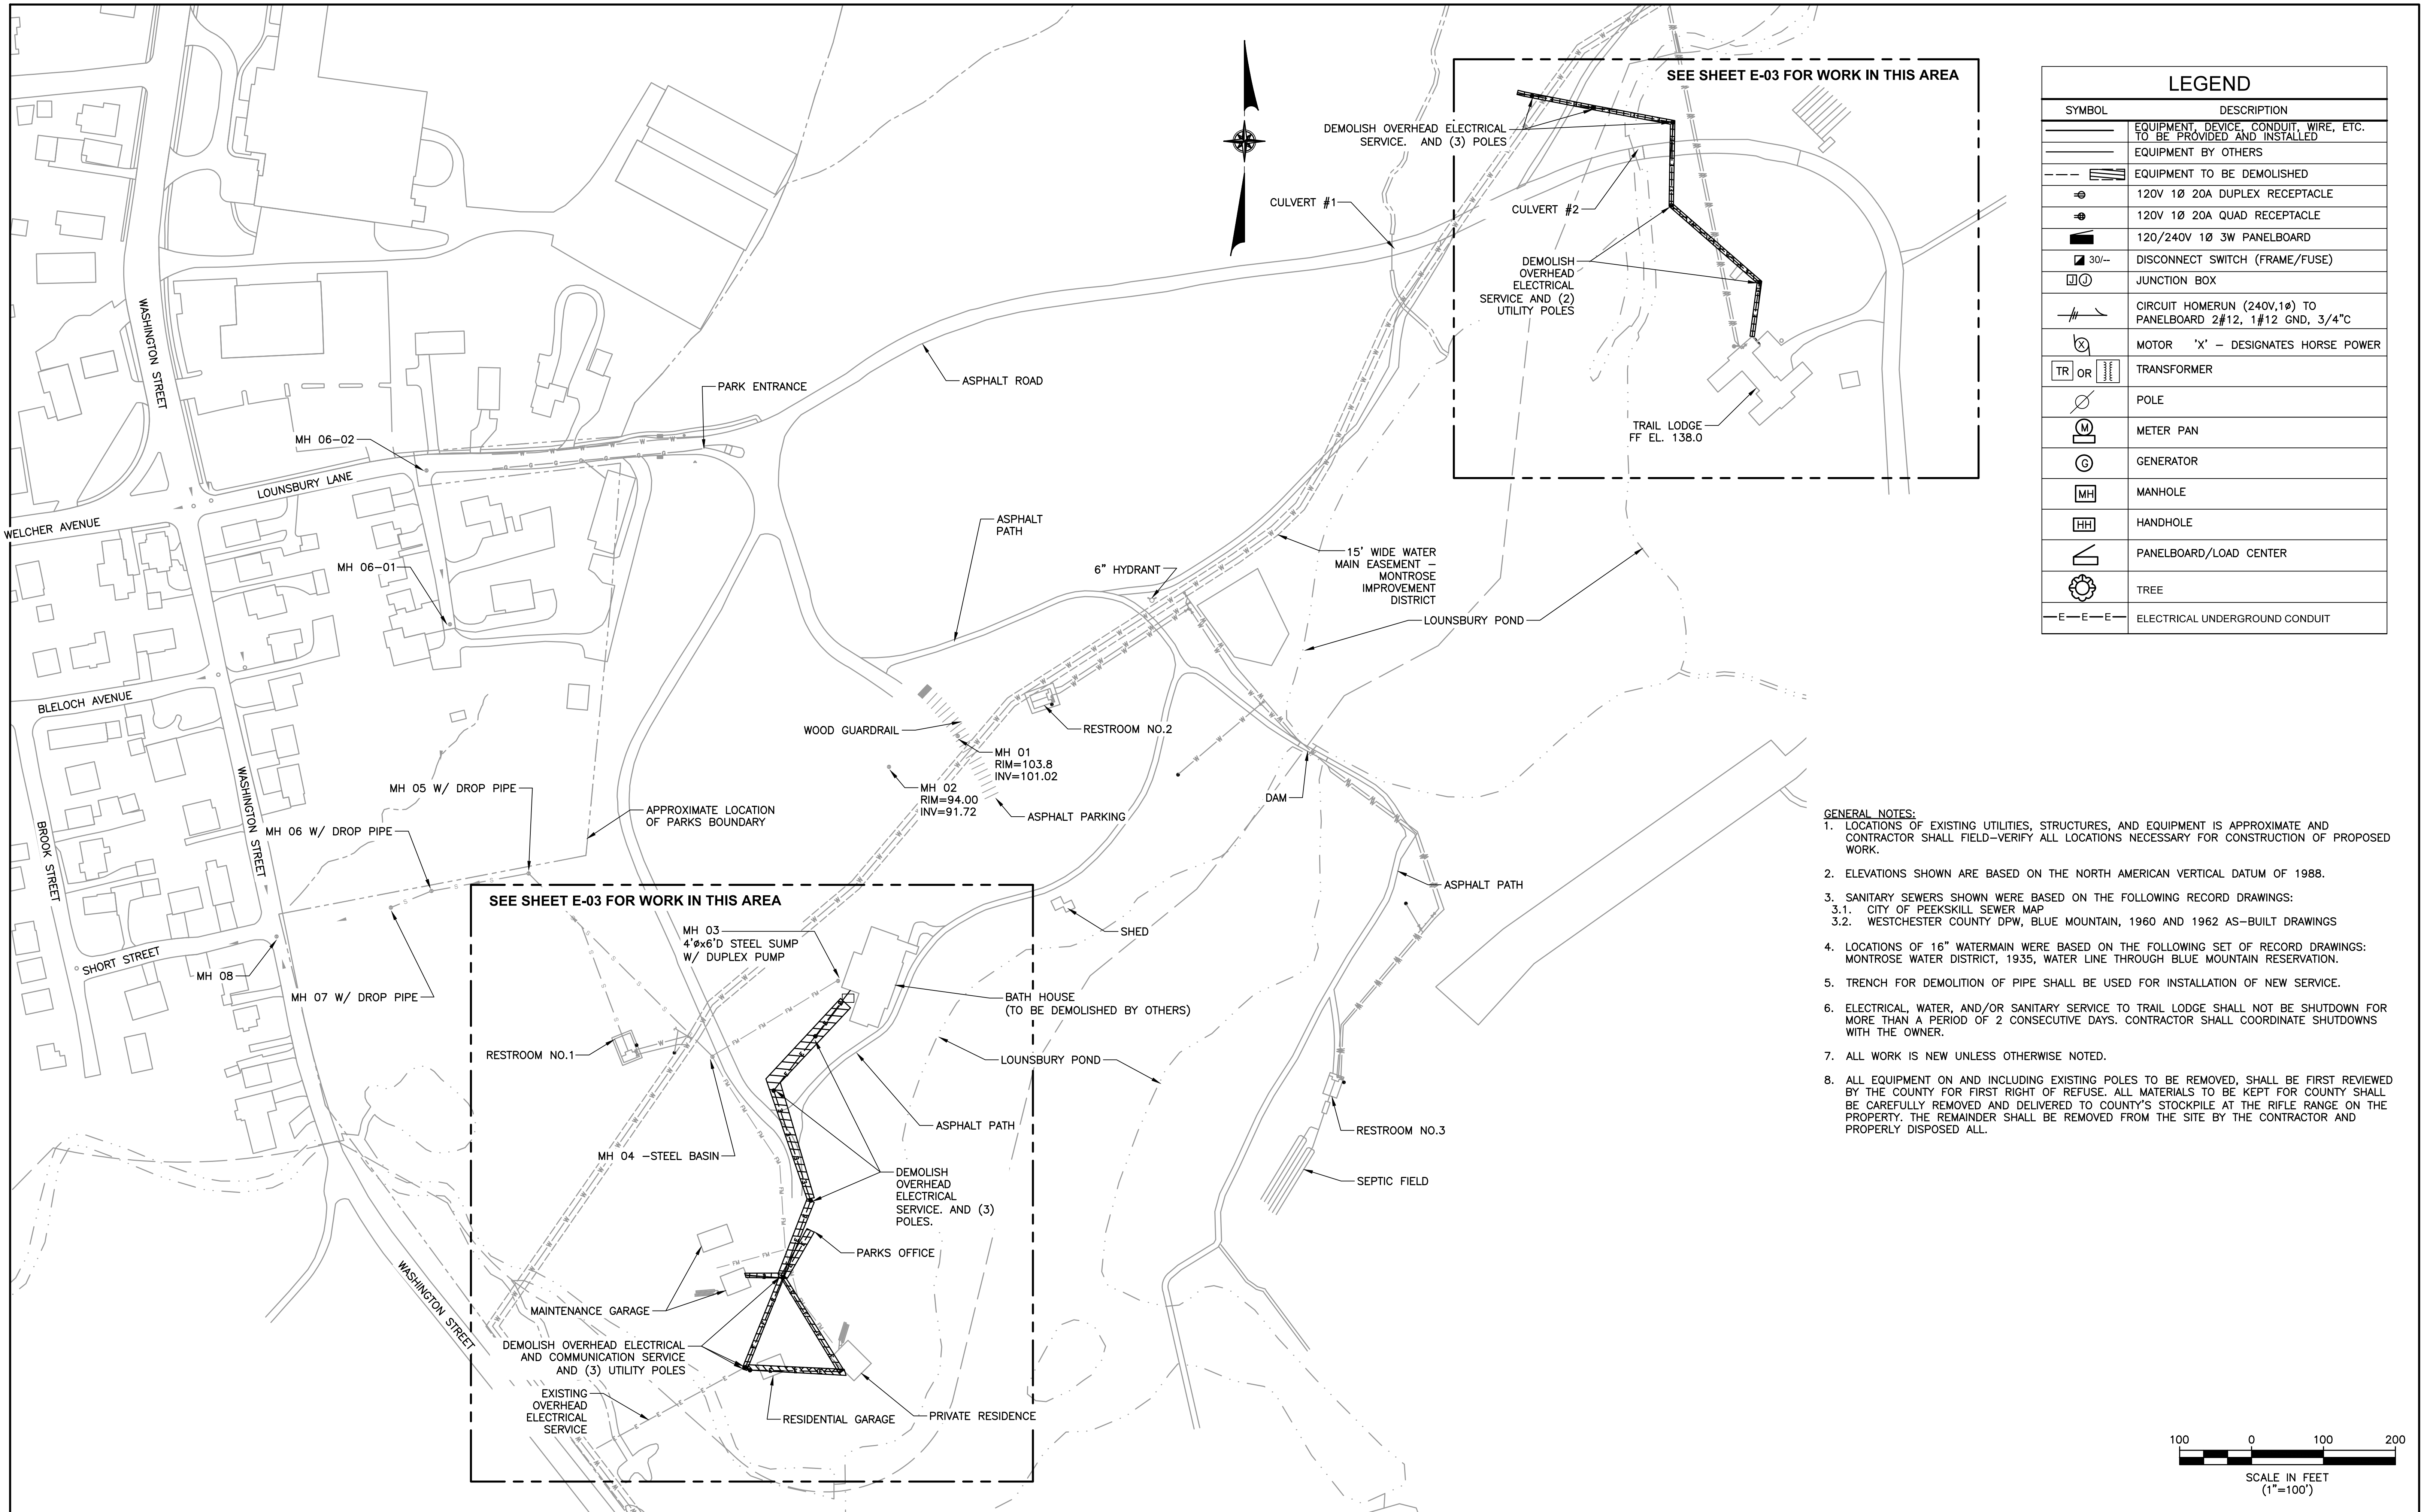 SEE SHEET E-03 FOR WORK IN THIS AREA
DEMOLISH OVERHEAD ELECTRICAL
SERVICE. AND (3) POLES
CULVERT #1
CULVERT #2
DEMOLISH
OVERHEAD
ELECTRICAL
SERVICE AND (2)
UTILITY POLES
TRAIL LODGE
FF EL. 138.0
WASHINGTON STREET
PARK ENTRANCE
ASPHALT ROAD
MH 06-02
LOUNSBURY LANE
WELCHER AVENUE
MH 06-01
ASPHALT
PATH
6" HYDRANT
15' WIDE WATER
MAIN EASEMENT –
MONTROSE
IMPROVEMENT
DISTRICT
LOUNSBURY POND
BLELOCH AVENUE
WOOD GUARDRAIL
RESTROOM NO.2
MH 01
RIM=103.8
INV=101.02
MH 02
RIM=94.00
INV=91.72
ASPHALT PARKING
DAM
WASHINGTON STREET
BROOK STREET
MH 05 W/ DROP PIPE
MH 06 W/ DROP PIPE
APPROXIMATE LOCATION
OF PARKS BOUNDARY
ASPHALT PATH
SEE SHEET E-03 FOR WORK IN THIS AREA
SHED
MH 03
4'øx6'D STEEL SUMP
W/ DUPLEX PUMP
SHORT STREET
MH 08
MH 07 W/ DROP PIPE
BATH HOUSE
(TO BE DEMOLISHED BY OTHERS)
RESTROOM NO.1
LOUNSBURY POND
ASPHALT PATH
RESTROOM NO.3
MH 04 –STEEL BASIN
DEMOLISH
OVERHEAD
ELECTRICAL
SERVICE. AND (3)
POLES.
SEPTIC FIELD
PARKS OFFICE
WASHINGTON STREET
MAINTENANCE GARAGE
DEMOLISH OVERHEAD ELECTRICAL
AND COMMUNICATION SERVICE
AND (3) UTILITY POLES
EXISTING
OVERHEAD
ELECTRICAL
SERVICE
RESIDENTIAL GARAGE
PRIVATE RESIDENCE
LEGEND
SYMBOL DESCRIPTION
EQUIPMENT, DEVICE, CONDUIT, WIRE, ETC.
TO BE PROVIDED AND INSTALLED
EQUIPMENT BY OTHERS
EQUIPMENT TO BE DEMOLISHED
120V 1Ø 20A DUPLEX RECEPTACLE
120V 1Ø 20A QUAD RECEPTACLE
120/240V 1Ø 3W PANELBOARD
30/-- DISCONNECT SWITCH (FRAME/FUSE)
J J JUNCTION BOX
CIRCUIT HOMERUN (240V,1ø) TO
PANELBOARD 2#12, 1#12 GND, 3/4"C
X MOTOR 'X' – DESIGNATES HORSE POWER
TR OR TRANSFORMER
POLE
M METER PAN
G GENERATOR
MH MANHOLE
HH HANDHOLE
PANELBOARD/LOAD CENTER
TREE
E E E ELECTRICAL UNDERGROUND CONDUIT
GENERAL NOTES:
1. LOCATIONS OF EXISTING UTILITIES, STRUCTURES, AND EQUIPMENT IS APPROXIMATE AND
CONTRACTOR SHALL FIELD–VERIFY ALL LOCATIONS NECESSARY FOR CONSTRUCTION OF PROPOSED
WORK.
2. ELEVATIONS SHOWN ARE BASED ON THE NORTH AMERICAN VERTICAL DATUM OF 1988.
3. SANITARY SEWERS SHOWN WERE BASED ON THE FOLLOWING RECORD DRAWINGS:
3.1. CITY OF PEEKSKILL SEWER MAP
3.2. WESTCHESTER COUNTY DPW, BLUE MOUNTAIN, 1960 AND 1962 AS–BUILT DRAWINGS
4. LOCATIONS OF 16" WATERMAIN WERE BASED ON THE FOLLOWING SET OF RECORD DRAWINGS:
MONTROSE WATER DISTRICT, 1935, WATER LINE THROUGH BLUE MOUNTAIN RESERVATION.
5. TRENCH FOR DEMOLITION OF PIPE SHALL BE USED FOR INSTALLATION OF NEW SERVICE.
6. ELECTRICAL, WATER, AND/OR SANITARY SERVICE TO TRAIL LODGE SHALL NOT BE SHUTDOWN FOR
MORE THAN A PERIOD OF 2 CONSECUTIVE DAYS. CONTRACTOR SHALL COORDINATE SHUTDOWNS
WITH THE OWNER.
7. ALL WORK IS NEW UNLESS OTHERWISE NOTED.
8. ALL EQUIPMENT ON AND INCLUDING EXISTING POLES TO BE REMOVED, SHALL BE FIRST REVIEWED
BY THE COUNTY FOR FIRST RIGHT OF REFUSE. ALL MATERIALS TO BE KEPT FOR COUNTY SHALL
BE CAREFULLY REMOVED AND DELIVERED TO COUNTY'S STOCKPILE AT THE RIFLE RANGE ON THE
PROPERTY. THE REMAINDER SHALL BE REMOVED FROM THE SITE BY THE CONTRACTOR AND
PROPERLY DISPOSED ALL.
100 0 100 200
SCALE IN FEET
(1"=100')